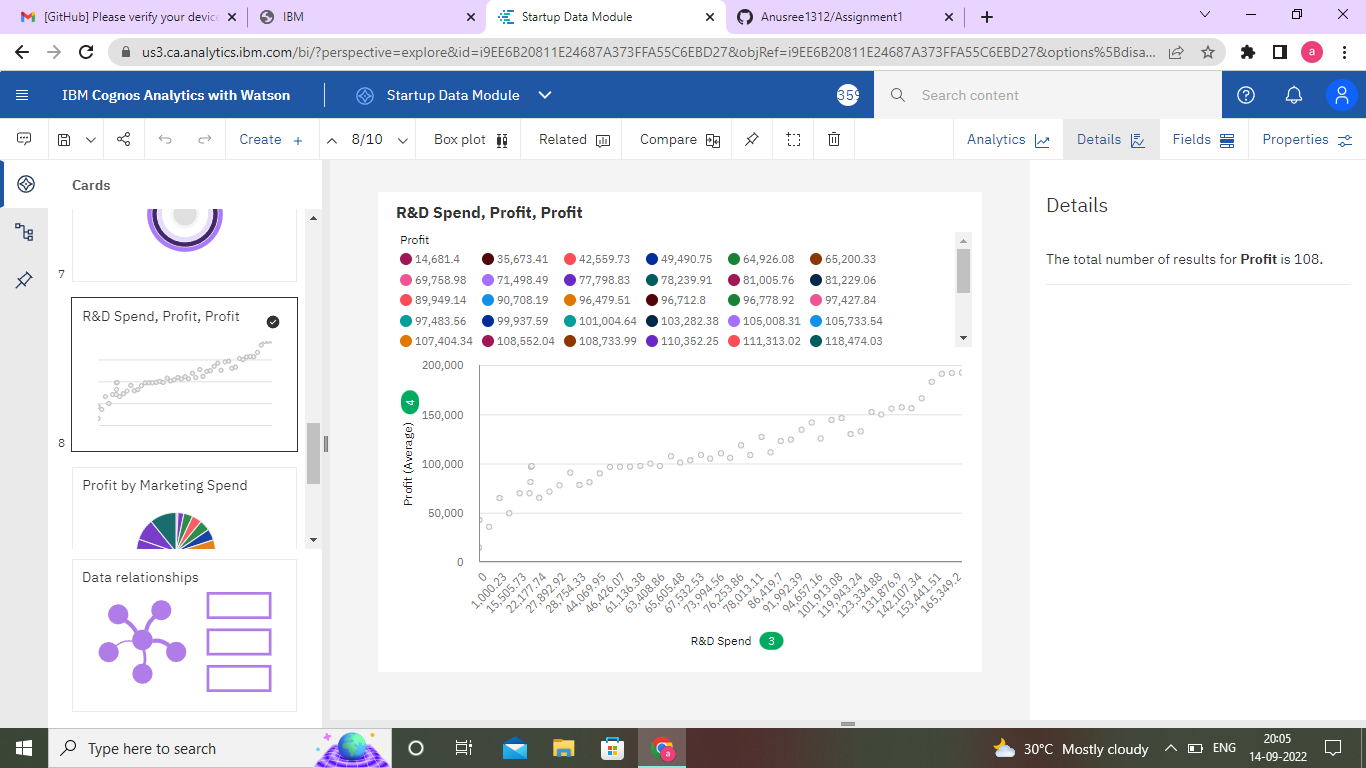 [GitHub] Please verify your device
IBM
Startup Data Module
Anusree1312/Assignment1
us3.ca.analytics.ibm.com/bi/?perspective=explore&id=i9EE6B20811E24687A373FFA55C6EBD27&objRef=i9EE6B20811E24687A373FFA55C6EBD27&options%5Bdisa...
a
IBM Cognos Analytics with Watson
Startup Data Module
359
Search content
Create
8/10
Box plot
Related
Compare
Analytics
Details
Fields
Properties
Cards
7
R&D Spend, Profit, Profit
8
Profit by Marketing Spend
Data relationships
R&D Spend, Profit, Profit
Profit
14,681.4 35,673.41 42,559.73 49,490.75 64,926.08 65,200.33
69,758.98 71,498.49 77,798.83 78,239.91 81,005.76 81,229.06
89,949.14 90,708.19 96,479.51 96,712.8 96,778.92 97,427.84
97,483.56 99,937.59 101,004.64 103,282.38 105,008.31 105,733.54
107,404.34 108,552.04 108,733.99 110,352.25 111,313.02 118,474.03
Profit (Average) 4
200,000
150,000
100,000
50,000
0
0 1,000.23 15,505.73 22,177.74 27,892.92 28,754.33 44,069.95 46,426.07 61,136.38 63,408.86 65,605.48 67,532.53 73,994.56 76,253.86 78,013.11 86,419.7 91,992.39 94,657.16 101,913.08 119,943.24 123,334.88 131,876.9 142,107.34 153,441.51 165,349.2
R&D Spend 3
Details
The total number of results for Profit is 108.
Type here to search
a
30°C Mostly cloudy
ENG
20:05
14-09-2022